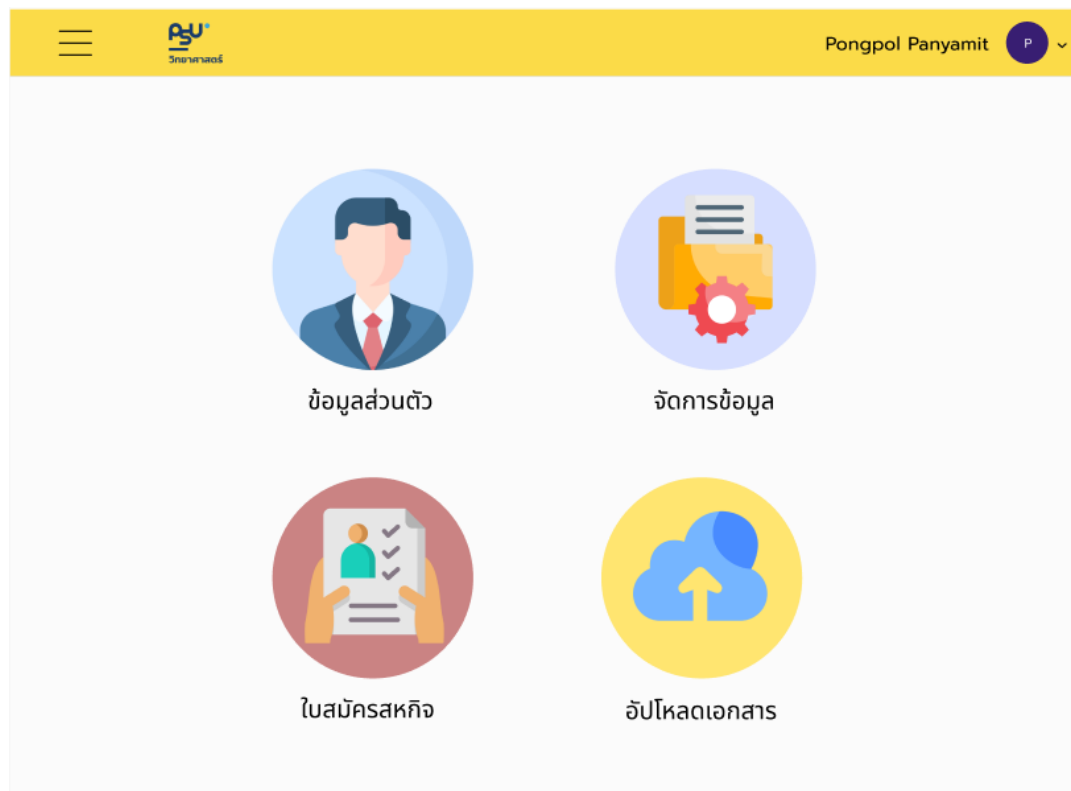 PSU
วิทยาศาสตร์
Pongpol Panyamit
P
ข้อมูลส่วนตัว
จัดการข้อมูล
ใบสมัครสหกิจ
อัปโหลดเอกสาร